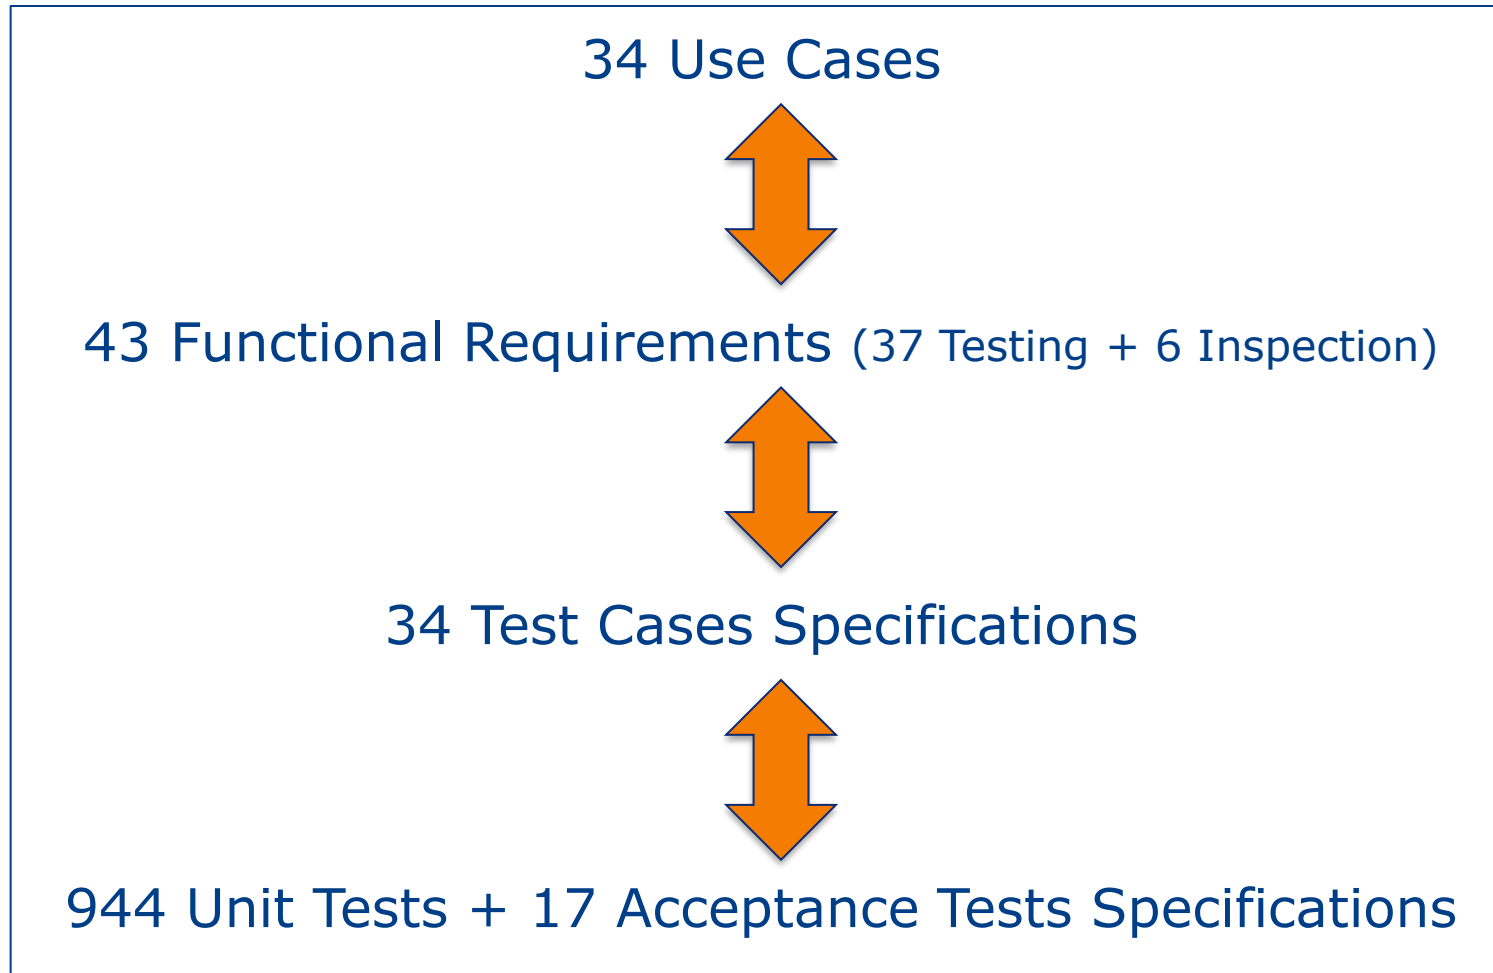 34 Use Cases
43 Functional Requirements (37 Testing + 6 Inspection)
34 Test Cases Specifications
944 Unit Tests + 17 Acceptance Tests Specifications